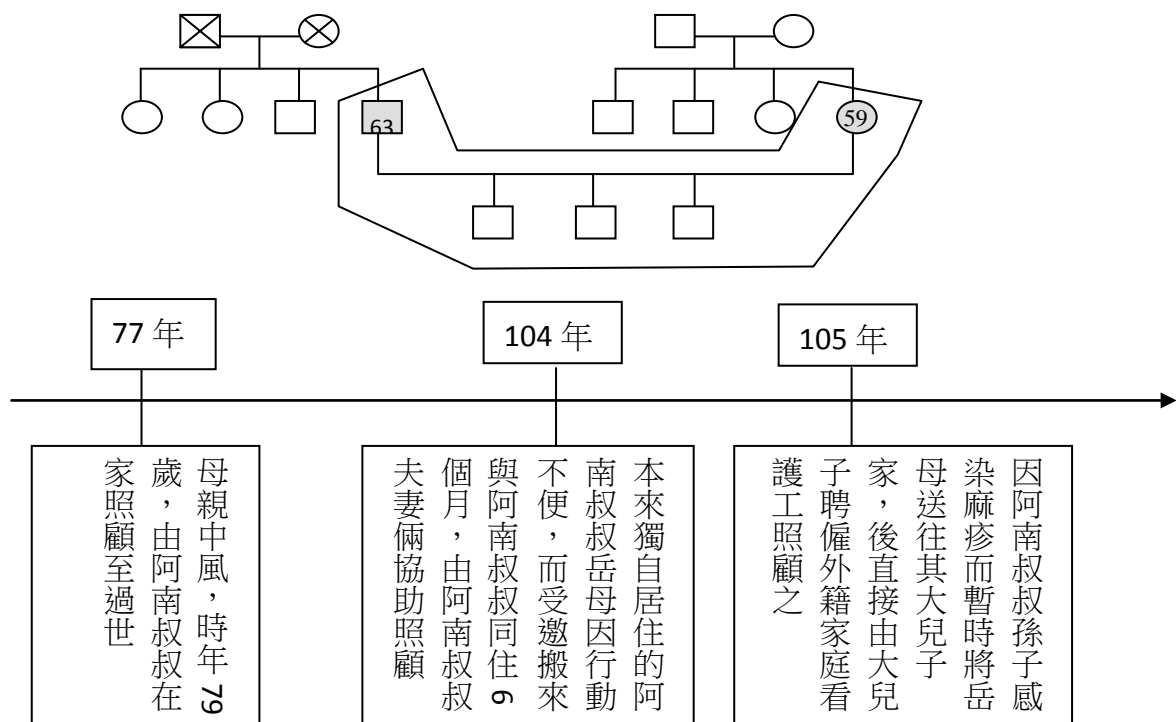 63
59
77 年
104 年
105 年
母親中風，時年 79
歲，由阿南叔叔在
家照顧至過世
本來獨自居住的阿
南叔叔岳母因行動
不便，而受邀搬來
與阿南叔叔同住 6
個月，由阿南叔叔
夫妻倆協助照顧
因阿南叔叔孫子感
染麻疹而暫時將岳
母送往其大兒子
家，後直接由大兒
子聘僱外籍家庭看
護工照顧之